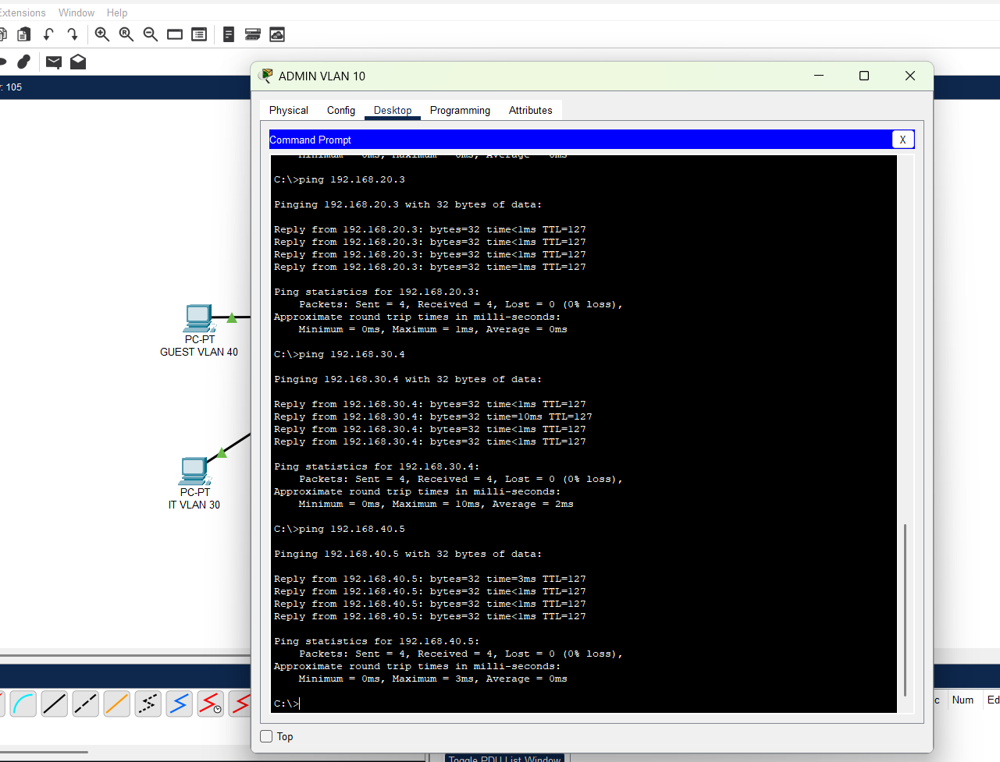 Extensions Window Help
: 105
ADMIN VLAN 10
Physical Config Desktop Programming Attributes
Command Prompt X
Minimum = 0ms, Maximum = 0ms, Average = 0ms
C:\>ping 192.168.20.3
Pinging 192.168.20.3 with 32 bytes of data:
Reply from 192.168.20.3: bytes=32 time<1ms TTL=127
Reply from 192.168.20.3: bytes=32 time<1ms TTL=127
Reply from 192.168.20.3: bytes=32 time<1ms TTL=127
Reply from 192.168.20.3: bytes=32 time=1ms TTL=127
Ping statistics for 192.168.20.3:
Packets: Sent = 4, Received = 4, Lost = 0 (0% loss),
Approximate round trip times in milli-seconds:
Minimum = 0ms, Maximum = 1ms, Average = 0ms
C:\>ping 192.168.30.4
Pinging 192.168.30.4 with 32 bytes of data:
Reply from 192.168.30.4: bytes=32 time<1ms TTL=127
Reply from 192.168.30.4: bytes=32 time=10ms TTL=127
Reply from 192.168.30.4: bytes=32 time<1ms TTL=127
Reply from 192.168.30.4: bytes=32 time<1ms TTL=127
Ping statistics for 192.168.30.4:
Packets: Sent = 4, Received = 4, Lost = 0 (0% loss),
Approximate round trip times in milli-seconds:
Minimum = 0ms, Maximum = 10ms, Average = 2ms
C:\>ping 192.168.40.5
Pinging 192.168.40.5 with 32 bytes of data:
Reply from 192.168.40.5: bytes=32 time=3ms TTL=127
Reply from 192.168.40.5: bytes=32 time<1ms TTL=127
Reply from 192.168.40.5: bytes=32 time<1ms TTL=127
Reply from 192.168.40.5: bytes=32 time<1ms TTL=127
Ping statistics for 192.168.40.5:
Packets: Sent = 4, Received = 4, Lost = 0 (0% loss),
Approximate round trip times in milli-seconds:
Minimum = 0ms, Maximum = 3ms, Average = 0ms
C:\>
Top
PC-PT
GUEST VLAN 40
PC-PT
IT VLAN 30
c Num Ed
Toggle PDU List Window